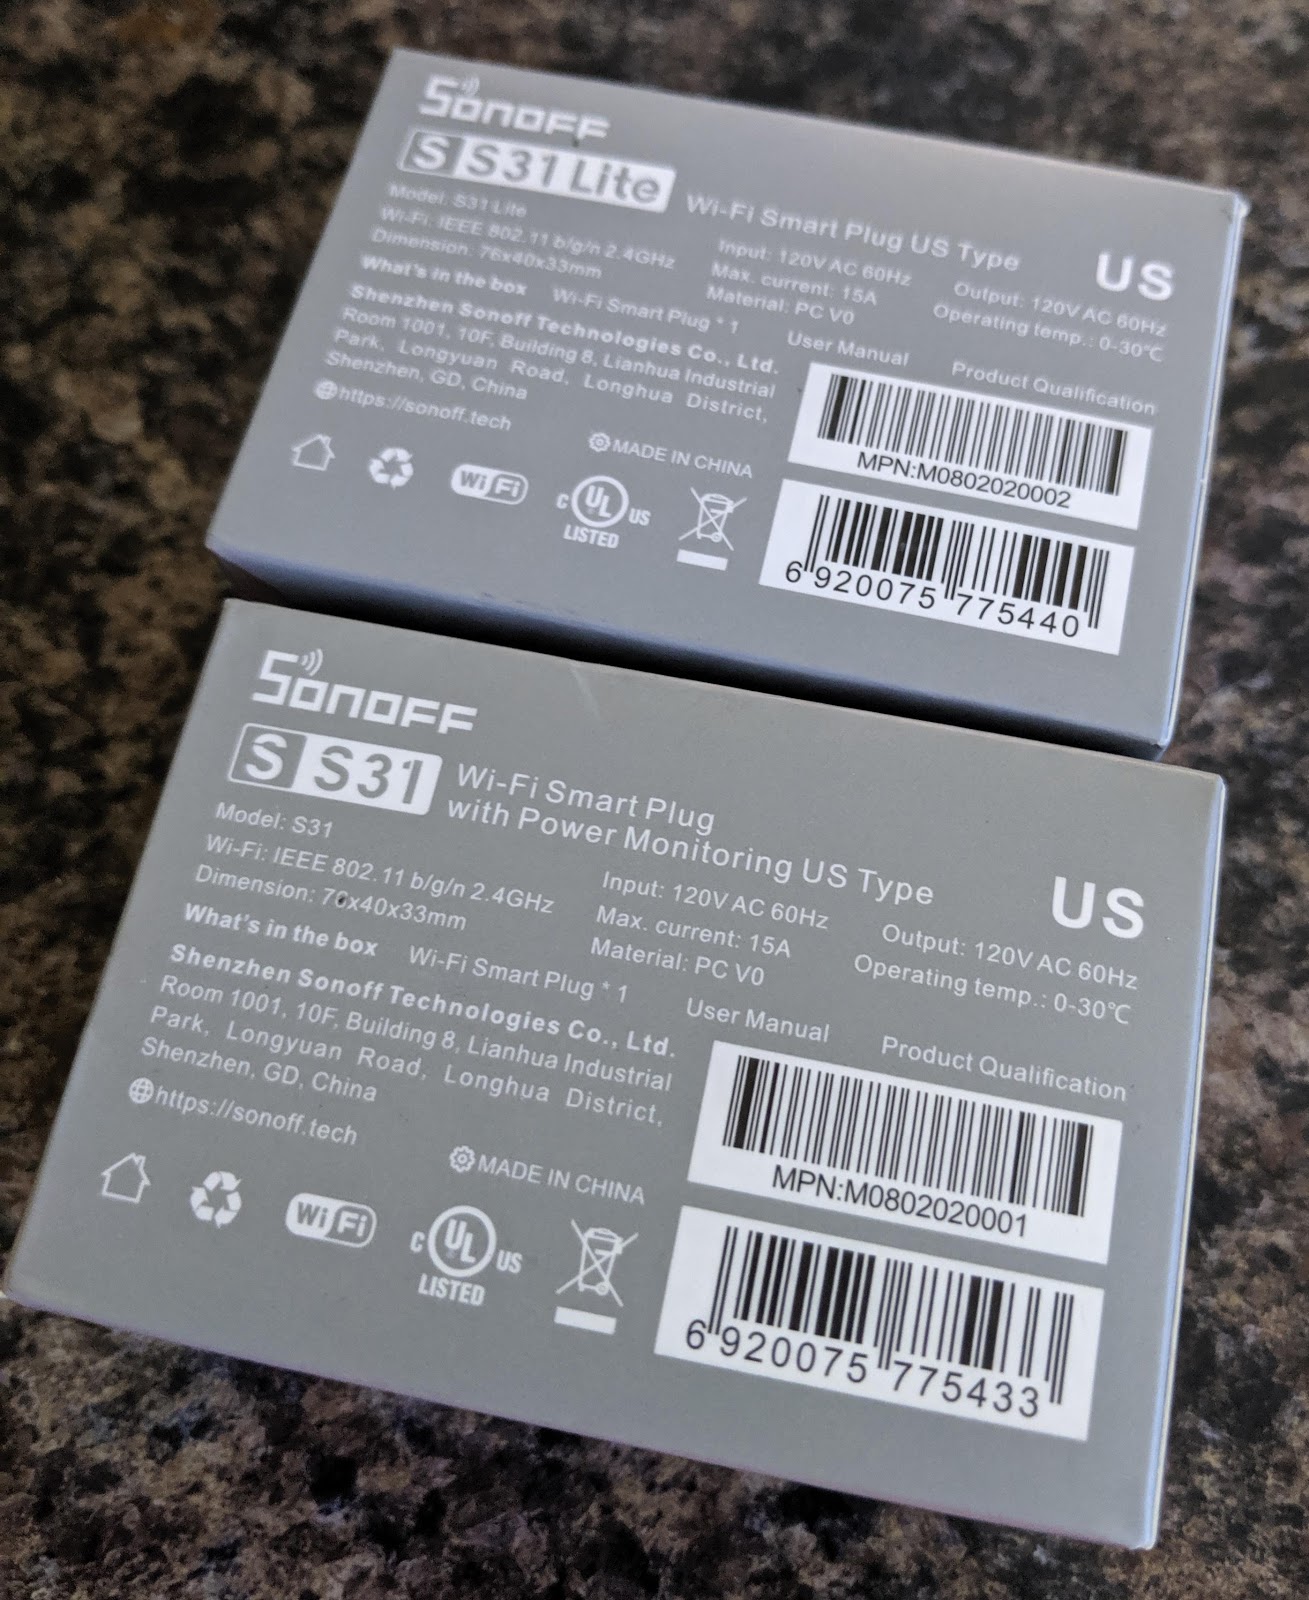 SONOFF
S S31 Lite Wi-Fi Smart Plug US Type
US
Model: S31 Lite
Wi-Fi: IEEE 802.11 b/g/n 2.4GHz
Dimension: 76x40x33mm
Input: 120V AC 60Hz
Max. current: 15A
Material: PC V0
Output: 120V AC 60Hz
Operating temp.: 0-30℃
What's in the box Wi-Fi Smart Plug * 1 User Manual Product Qualification
Shenzhen Sonoff Technologies Co., Ltd.
Room 1001, 10F, Building 8, Lianhua Industrial
Park, Longyuan Road, Longhua District,
Shenzhen, GD, China
https://sonoff.tech
MADE IN CHINA
MPN:M0802020002
Wi Fi
C UL US
LISTED
6 920075 775440
SONOFF
S S31 Wi-Fi Smart Plug
with Power Monitoring US Type
US
Model: S31
Wi-Fi: IEEE 802.11 b/g/n 2.4GHz
Dimension: 76x40x33mm
Input: 120V AC 60Hz
Max. current: 15A
Material: PC V0
Output: 120V AC 60Hz
Operating temp.: 0-30℃
What's in the box Wi-Fi Smart Plug * 1 User Manual Product Qualification
Shenzhen Sonoff Technologies Co., Ltd.
Room 1001, 10F, Building 8, Lianhua Industrial
Park, Longyuan Road, Longhua District,
Shenzhen, GD, China
https://sonoff.tech
MADE IN CHINA
MPN:M0802020001
Wi Fi
C UL US
LISTED
6 920075 775433